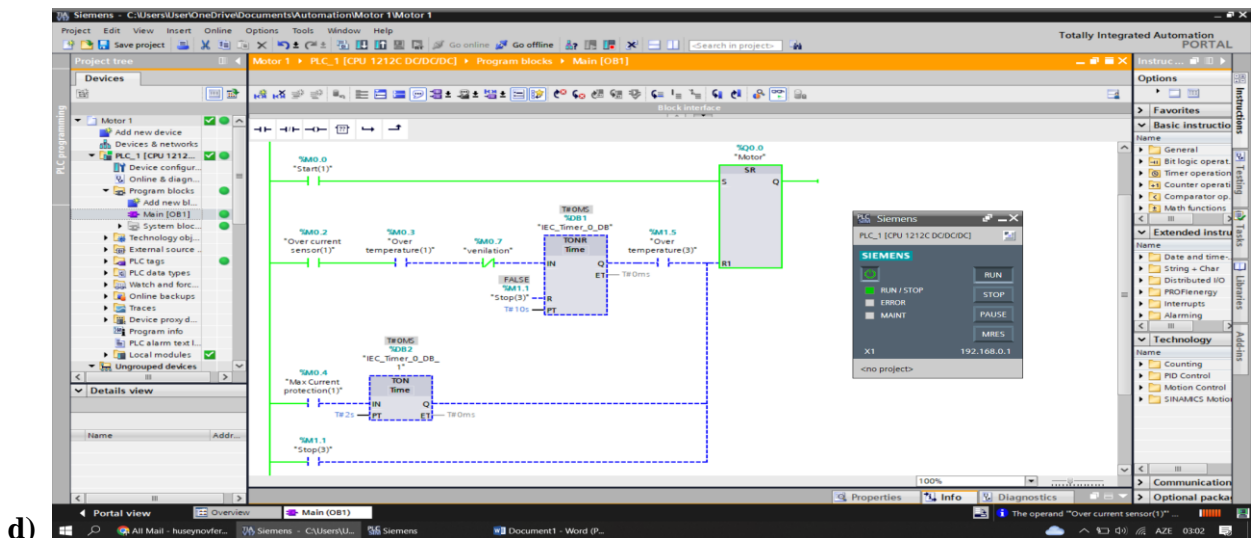 Siemens - C:\Users\User\OneDrive\Documents\Automation\Motor 1\Motor 1
Project Edit View Insert Online Options Tools Window Help
Totally Integrated Automation
PORTAL
Save project
Go online
Go offline
<Search in project>
Project tree
Motor 1 PLC_1 [CPU 1212C DC/DC/DC] Program blocks Main [OB1]
Instruc...
Devices
Options
PLC programming
Block interface
Motor 1
Add new device
Devices & networks
PLC_1 [CPU 1212...
Device configur...
Online & diagn...
Program blocks
Add new bl...
Main [OB1]
System bloc...
Technology obj...
External source ...
PLC tags
PLC data types
Watch and forc...
Online backups
Traces
Device proxy d...
Program info
PLC alarm text l...
Local modules
Ungrouped devices
Details view
Name Addr...
%M0.0
"Start(1)"
%Q0.0
"Motor"
SR
S Q
R1
%M0.2
"Over current
sensor(1)"
%M0.3
"Over
temperature(1)"
%M0.7
"venilation"
T#0MS
%DB1
"IEC_Timer_0_DB"
TONR
Time
IN Q
ET T#0ms
FALSE
%M1.1
"Stop(3)" R
T#10s PT
%M1.5
"Over
temperature(3)"
T#0MS
%DB2
"IEC_Timer_0_DB_
1"
TON
Time
%M0.4
"Max Current
protection(1)"
IN Q
T#2s PT ET T#0ms
%M1.1
"Stop(3)"
100%
Siemens
PLC_1 [CPU 1212C DC/DC/DC]
SIEMENS
RUN
RUN / STOP
STOP
ERROR
MAINT
PAUSE
MRES
X1 192.168.0.1
<no project>
Favorites
Basic instructio
Name
General
Bit logic operat.
Timer operation
Counter operati
Comparator op.
Math functions
Extended instru
Name
Date and time-.
String + Char
Distributed I/O
PROFIenergy
Interrupts
Alarming
Technology
Name
Counting
PID Control
Motion Control
SINAMICS Motio
Communication
Optional packa
Instructions
Testing
Tasks
Libraries
Add-ins
Properties Info Diagnostics
Portal view Overview Main (OB1)
The operand '"Over current sensor(1)"' ...
d)
All Mail - huseynovfer... Siemens - C:\Users\U... Siemens Document1 - Word (P...
AZE 03:02